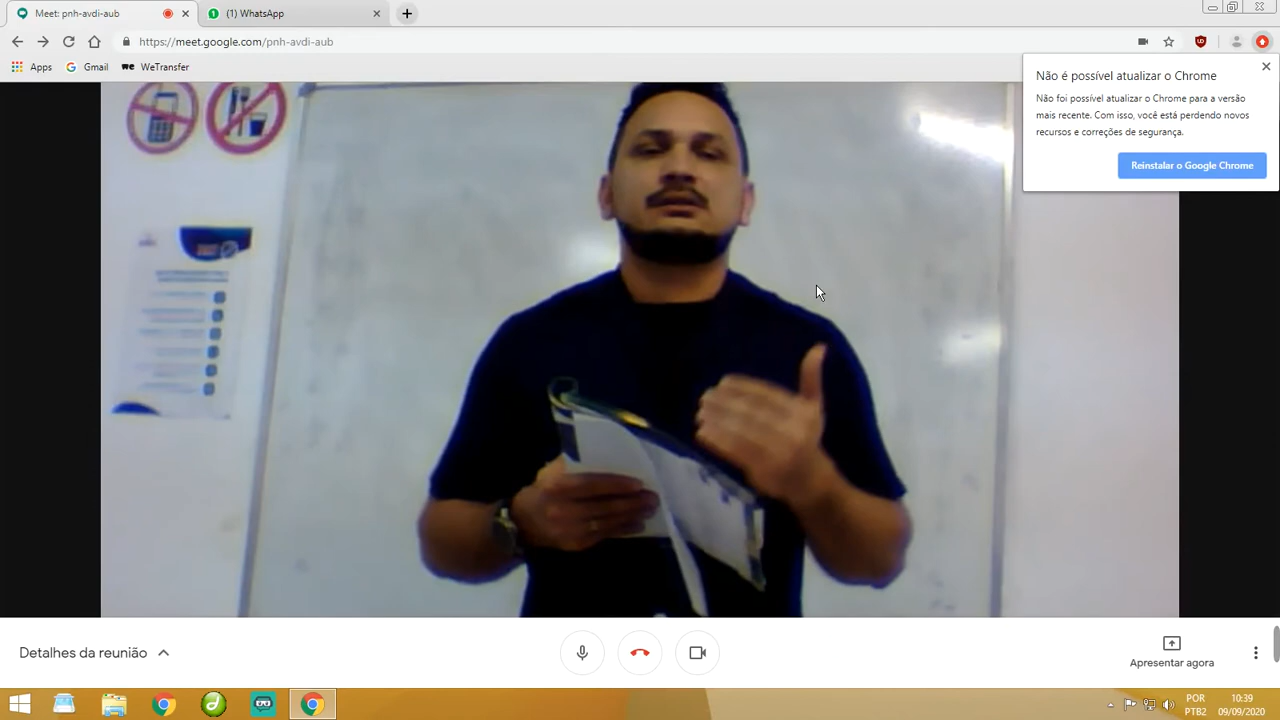 Meet: pnh-avdi-aub
(1) WhatsApp
https://meet.google.com/pnh-avdi-aub
Apps
Gmail
WeTransfer
Não é possível atualizar o Chrome
Não foi possível atualizar o Chrome para a versão
mais recente. Com isso, você está perdendo novos
recursos e correções de segurança.
Reinstalar o Google Chrome
Detalhes da reunião
Apresentar agora
POR
PTB2
10:39
09/09/2020